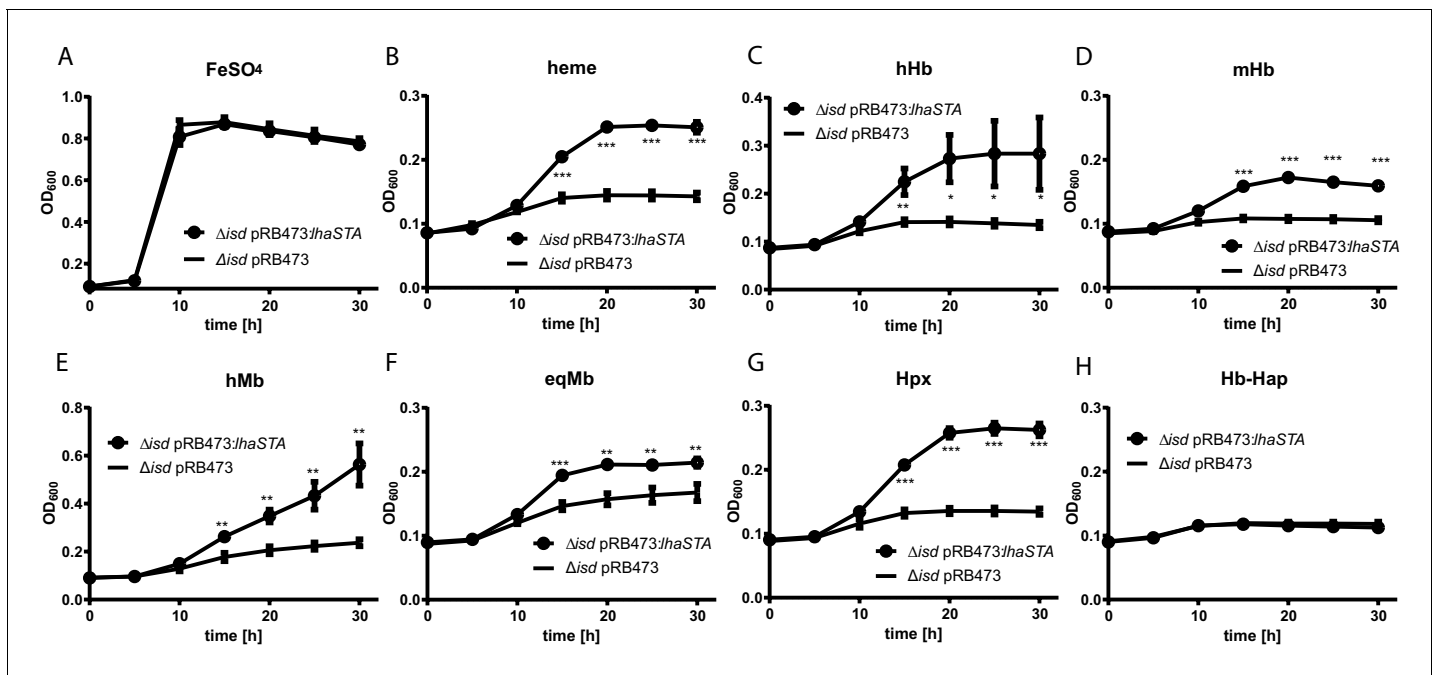 A
FeSO4
OD600
1.0
0.8
0.6
0.4
0.2
Δisd pRB473:lhaSTA
Δisd pRB473
0 10 20 30
time [h]
B
heme
OD600
0.3
0.2
0.1
0.0
*** *** *** ***
Δisd pRB473:lhaSTA
Δisd pRB473
0 10 20 30
time [h]
C
hHb
OD600
0.4
0.3
0.2
0.1
0.0
Δisd pRB473:lhaSTA
Δisd pRB473
** * * *
0 10 20 30
time [h]
D
mHb
OD600
0.3
0.2
0.1
0.0
*** *** *** ***
Δisd pRB473:lhaSTA
Δisd pRB473
0 10 20 30
time [h]
E
hMb
OD600
0.8
0.6
0.4
0.2
0.0
Δisd pRB473:lhaSTA
Δisd pRB473
** ** ** **
0 10 20 30
time [h]
F
eqMb
OD600
0.3
0.2
0.1
0.0
*** ** ** **
Δisd pRB473:lhaSTA
Δisd pRB473
0 10 20 30
time [h]
G
Hpx
OD600
0.3
0.2
0.1
0.0
*** *** *** ***
Δisd pRB473:lhaSTA
Δisd pRB473
0 10 20 30
time [h]
H
Hb-Hap
OD600
0.3
0.2
0.1
0.0
Δisd pRB473:lhaSTA
Δisd pRB473
0 10 20 30
time [h]